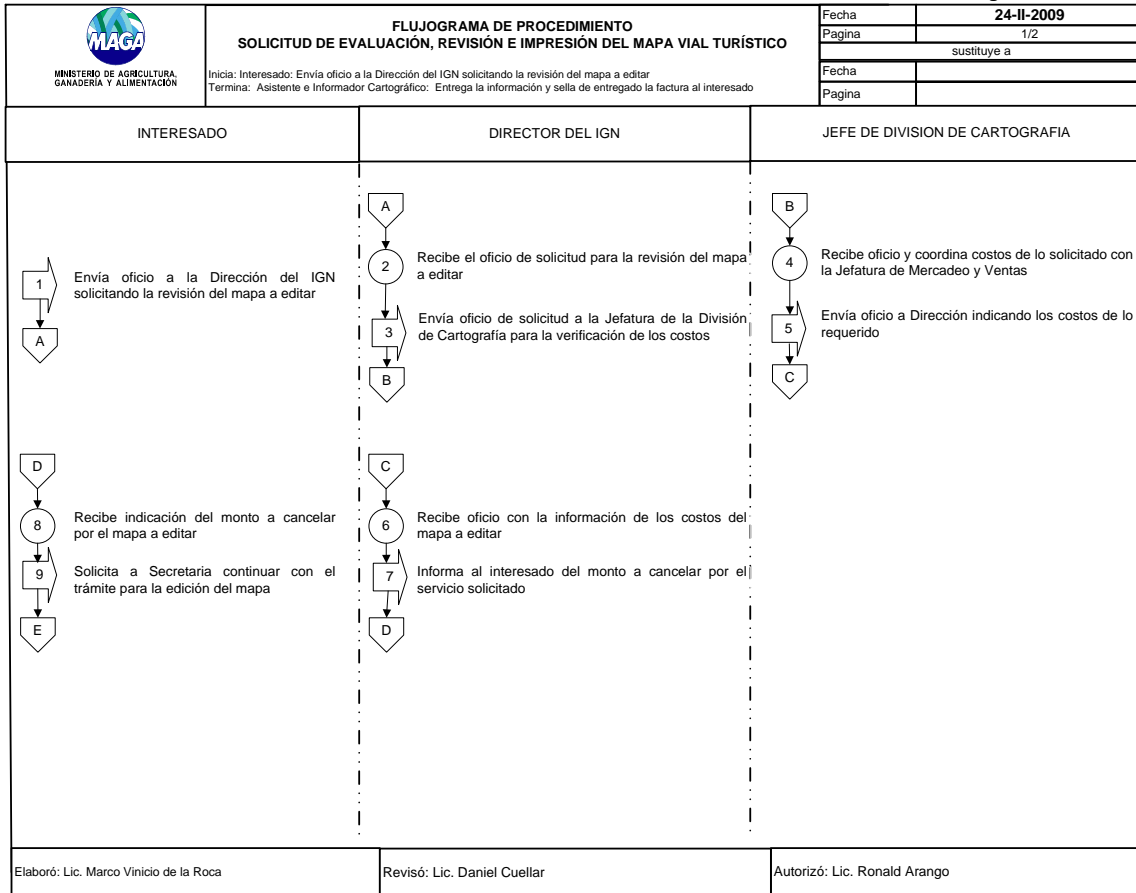 MAGA
MINISTERIO DE AGRICULTURA,
GANADERÍA Y ALIMENTACIÓN
FLUJOGRAMA DE PROCEDIMIENTO
SOLICITUD DE EVALUACIÓN, REVISIÓN E IMPRESIÓN DEL MAPA VIAL TURÍSTICO
Inicia: Interesado: Envía oficio a la Dirección del IGN solicitando la revisión del mapa a editar
Termina: Asistente e Informador Cartográfico: Entrega la información y sella de entregado la factura al interesado
Fecha 24-II-2009
Pagina 1/2
sustituye a
Fecha
Pagina
INTERESADO
DIRECTOR DEL IGN
JEFE DE DIVISION DE CARTOGRAFIA
1
Envía oficio a la Dirección del IGN
solicitando la revisión del mapa a editar
A
A
2
Recibe el oficio de solicitud para la revisión del mapa
a editar
3
Envía oficio de solicitud a la Jefatura de la División
de Cartografía para la verificación de los costos
B
B
4
Recibe oficio y coordina costos de lo solicitado con
la Jefatura de Mercadeo y Ventas
5
Envía oficio a Dirección indicando los costos de lo
requerido
C
D
8
Recibe indicación del monto a cancelar
por el mapa a editar
9
Solicita a Secretaria continuar con el
trámite para la edición del mapa
E
C
6
Recibe oficio con la información de los costos del
mapa a editar
7
Informa al interesado del monto a cancelar por el
servicio solicitado
D
Elaboró: Lic. Marco Vinicio de la Roca
Revisó: Lic. Daniel Cuellar
Autorizó: Lic. Ronald Arango